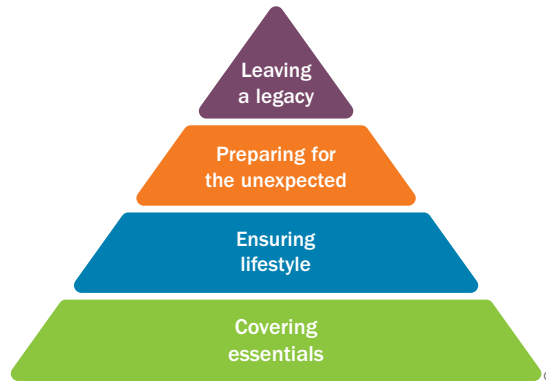 Leaving
a legacy
Preparing for
the unexpected
Ensuring
lifestyle
Covering
essentials